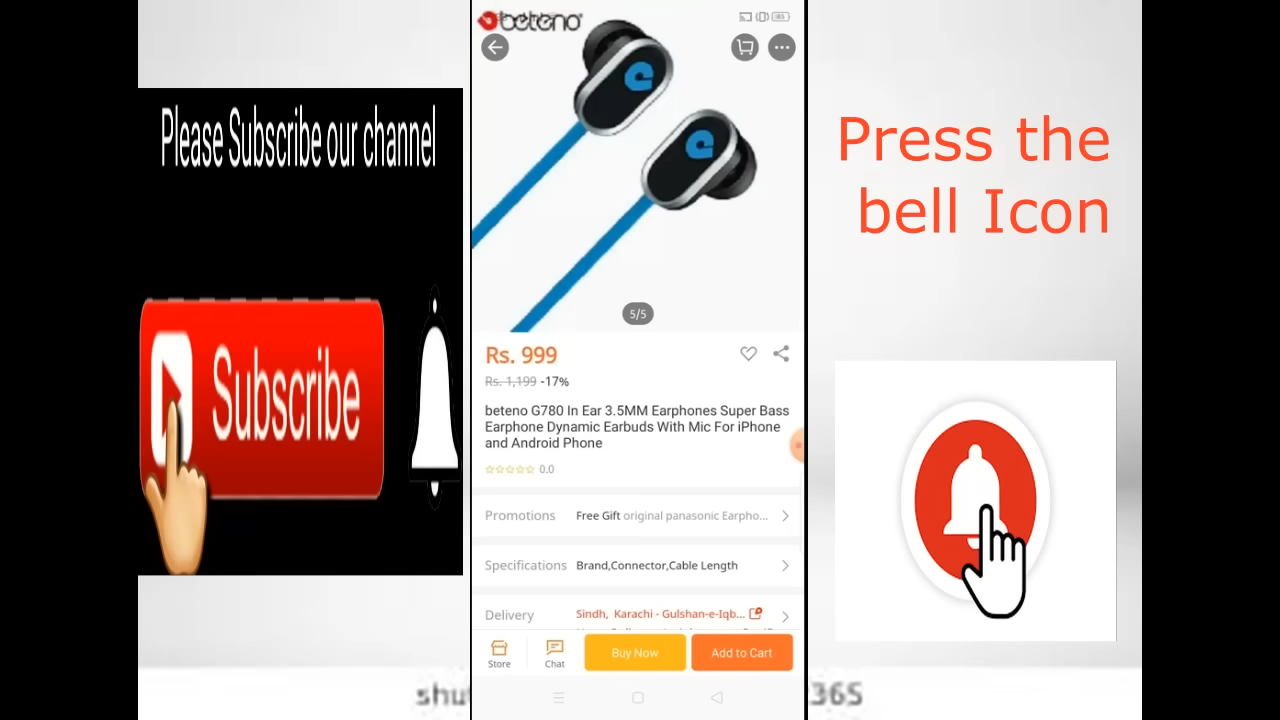 Please Subscribe our channel
Subscribe
beteno
5/5
Rs. 999
Rs. 1,199 -17%
beteno G780 In Ear 3.5MM Earphones Super Bass
Earphone Dynamic Earbuds With Mic For iPhone
and Android Phone
0.0
Promotions Free Gift original panasonic Earpho...
Specifications Brand,Connector,Cable Length
Delivery Sindh, Karachi - Gulshan-e-Iqb...
Store
Chat
Buy Now
Add to Cart
Press the
bell Icon
shu
365